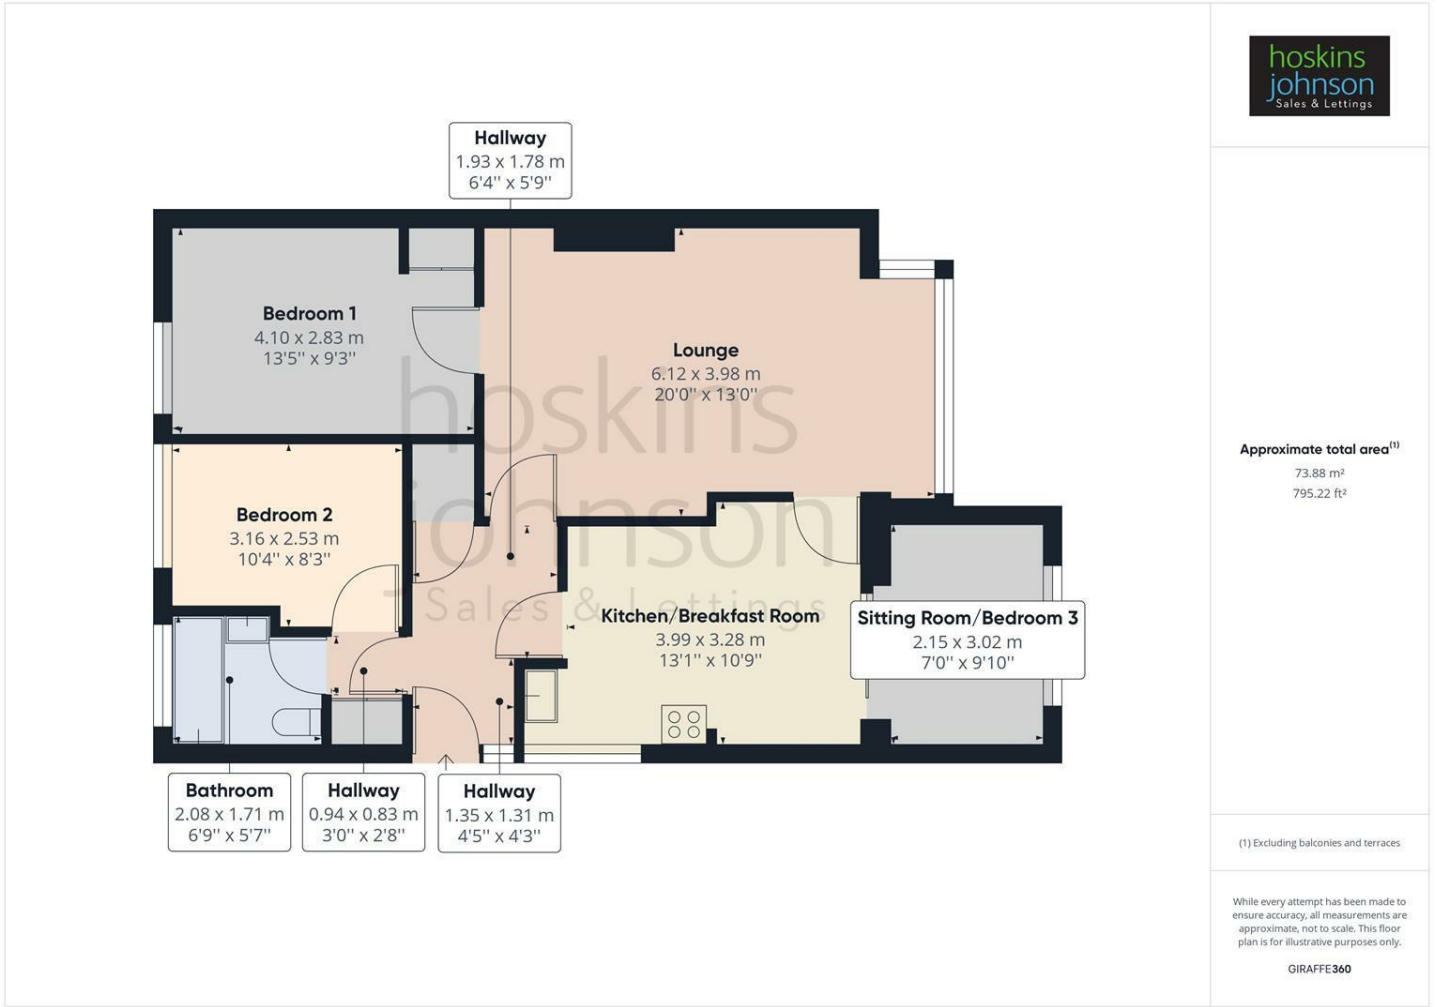 Hallway
1.93 x 1.78 m
6'4'' x 5'9''
Bedroom 1
4.10 x 2.83 m
13'5'' x 9'3''
Lounge
6.12 x 3.98 m
20'0'' x 13'0''
Bedroom 2
3.16 x 2.53 m
10'4'' x 8'3''
Kitchen/Breakfast Room
3.99 x 3.28 m
13'1'' x 10'9''
Sitting Room/Bedroom 3
2.15 x 3.02 m
7'0'' x 9'10''
Bathroom
2.08 x 1.71 m
6'9'' x 5'7''
Hallway
0.94 x 0.83 m
3'0'' x 2'8''
Hallway
1.35 x 1.31 m
4'5'' x 4'3''
hoskins
johnson
Sales & Lettings
hoskins
johnson
Sales & Lettings
Approximate total area(1)
73.88 m²
795.22 ft²
(1) Excluding balconies and terraces
While every attempt has been made to
ensure accuracy, all measurements are
approximate, not to scale. This floor
plan is for illustrative purposes only.
GIRAFFE360